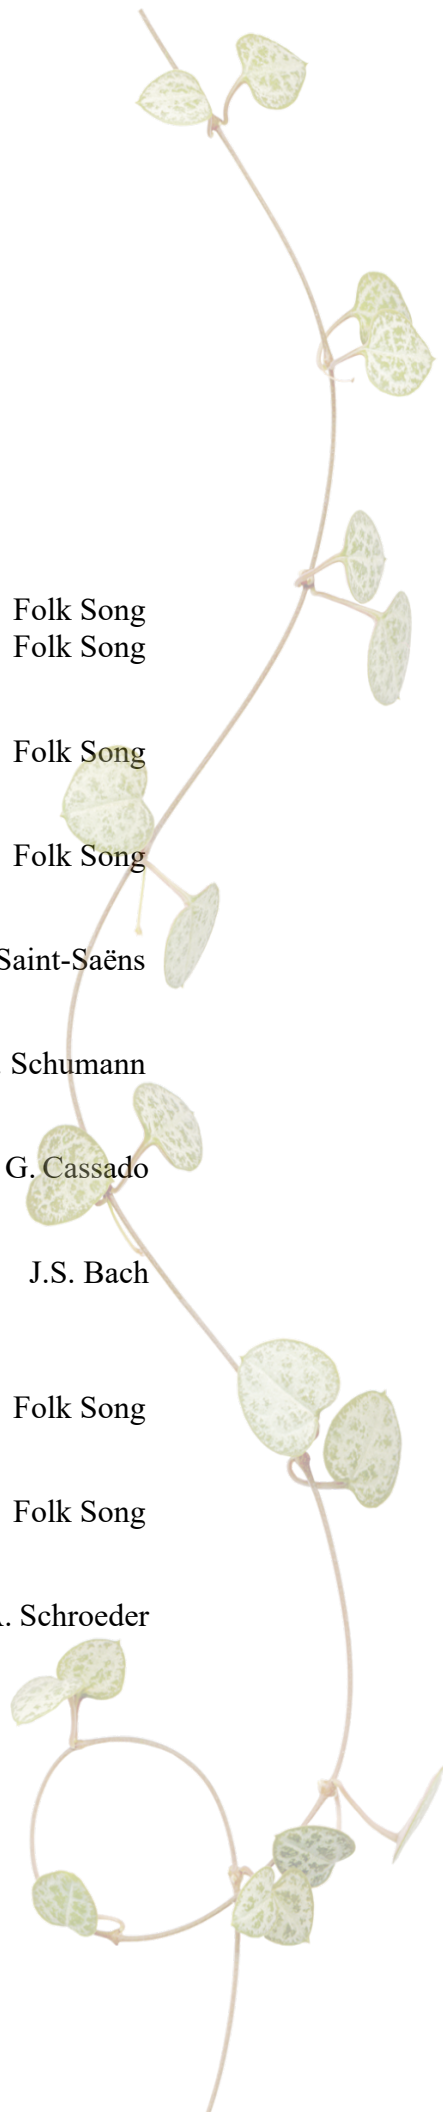 Folk Song
Folk Song
Folk Song
Folk Song
Saint-Saëns
. Schumann
G. Cassado
J.S. Bach
Folk Song
Folk Song
. Schroeder